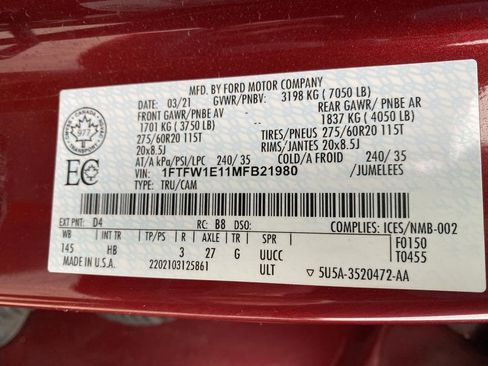 MFD. BY FORD MOTOR COMPANY
DATE: 03/21 GVWR/PNBV: 3198 KG ( 7050 LB)
FRONT GAWR/PNBE AV REAR GAWR/ PNBE AR
1701 KG ( 3750 LB) 1837 KG ( 4050 LB)
275/60R20 115T TIRES/PNEUS 275/60R20 115T
20x8.5J RIMS/JANTES 20x8.5J
AT/A kPa/PSI/LPC 240/ 35 COLD/A FROID 240/ 35
VIN: 1FTFW1E11MFB21980 /JUMELEES
TYPE: TRU/CAM
CANADA
977
TRANSPORT
EC
EXT PNT: D4 RC: B8 DSO: COMPLIES: ICES/NMB-002
WB INT TR TP/PS R AXLE TR SPR F0150
145 HB 3 27 G UUCC T0455
2202103125861 ULT ▽ 5U5A-3520472-AA